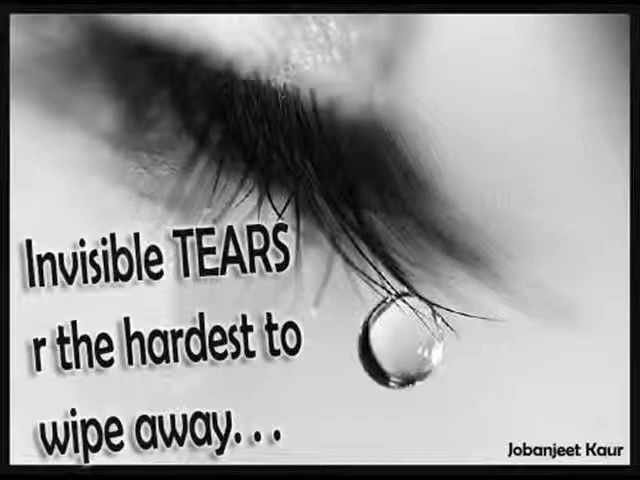 Invisible TEARS
r the hardest to
wipe away...
Jobanjeet Kaur